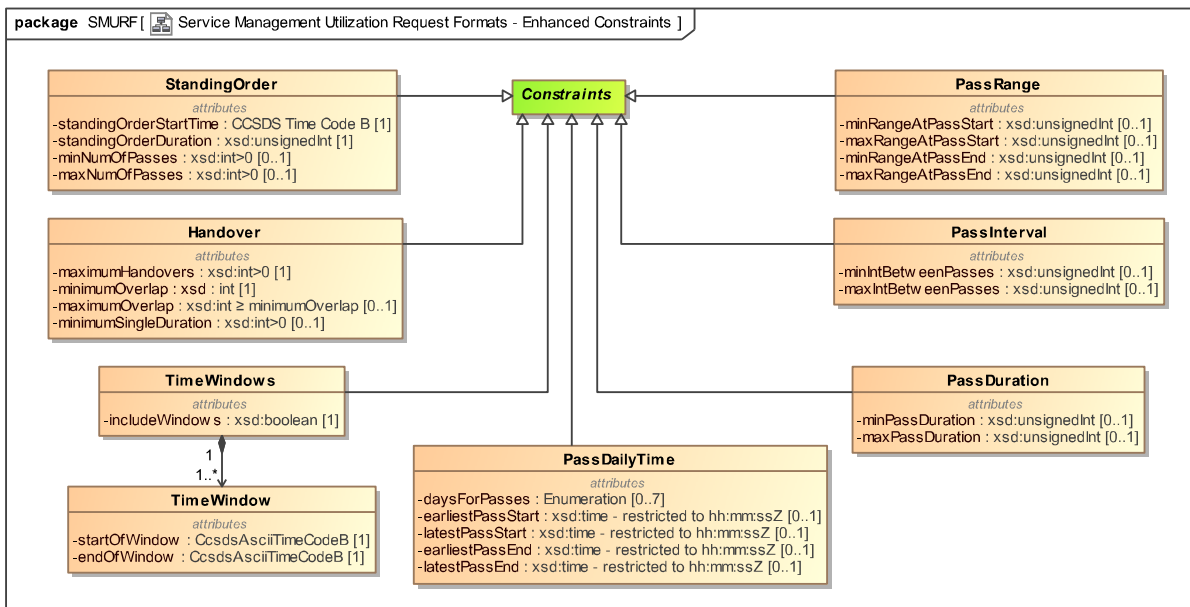 package SMURF [ Service Management Utilization Request Formats - Enhanced Constraints ]
StandingOrder
attributes
-standingOrderStartTime : CCSDS Time Code B [1]
-standingOrderDuration : xsd:unsignedInt [1]
-minNumOfPasses : xsd:int>0 [0..1]
-maxNumOfPasses : xsd:int>0 [0..1]
Constraints
PassRange
attributes
-minRangeAtPassStart : xsd:unsignedInt [0..1]
-maxRangeAtPassStart : xsd:unsignedInt [0..1]
-minRangeAtPassEnd : xsd:unsignedInt [0..1]
-maxRangeAtPassEnd : xsd:unsignedInt [0..1]
Handover
attributes
-maximumHandovers : xsd:int>0 [1]
-minimumOverlap : xsd : int [1]
-maximumOverlap : xsd:int ≥ minimumOverlap [0..1]
-minimumSingleDuration : xsd:int>0 [0..1]
PassInterval
attributes
-minIntBetweenPasses : xsd:unsignedInt [0..1]
-maxIntBetweenPasses : xsd:unsignedInt [0..1]
TimeWindows
attributes
-includeWindows : xsd:boolean [1]
1
1..*
TimeWindow
attributes
-startOfWindow : CcsdsAsciiTimeCodeB [1]
-endOfWindow : CcsdsAsciiTimeCodeB [1]
PassDailyTime
attributes
-daysForPasses : Enumeration [0..7]
-earliestPassStart : xsd:time - restricted to hh:mm:ssZ [0..1]
-latestPassStart : xsd:time - restricted to hh:mm:ssZ [0..1]
-earliestPassEnd : xsd:time - restricted to hh:mm:ssZ [0..1]
-latestPassEnd : xsd:time - restricted to hh:mm:ssZ [0..1]
PassDuration
attributes
-minPassDuration : xsd:unsignedInt [0..1]
-maxPassDuration : xsd:unsignedInt [0..1]